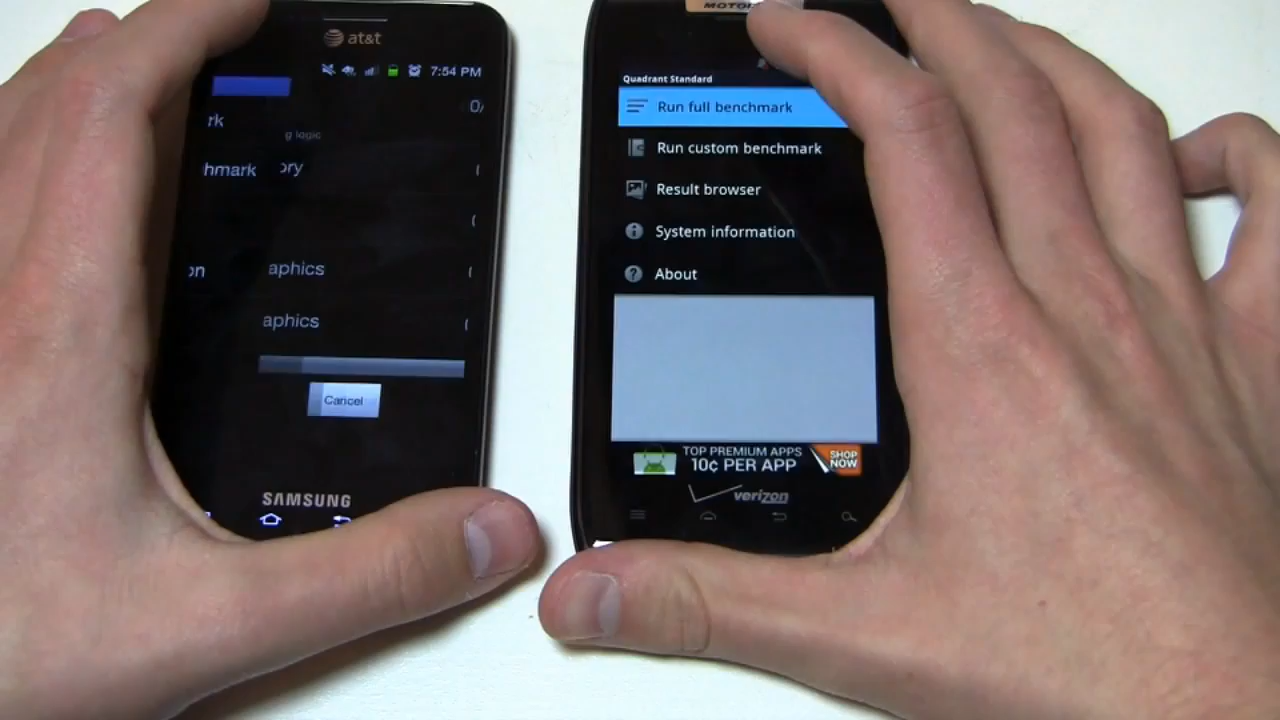 at&t
7:54 PM
rk
g logic
hmark
ory
on
aphics
aphics
Cancel
SAMSUNG
Quadrant Standard
Run full benchmark
Run custom benchmark
Result browser
System information
About
TOP PREMIUM APPS
10¢ PER APP
SHOP
NOW
verizon